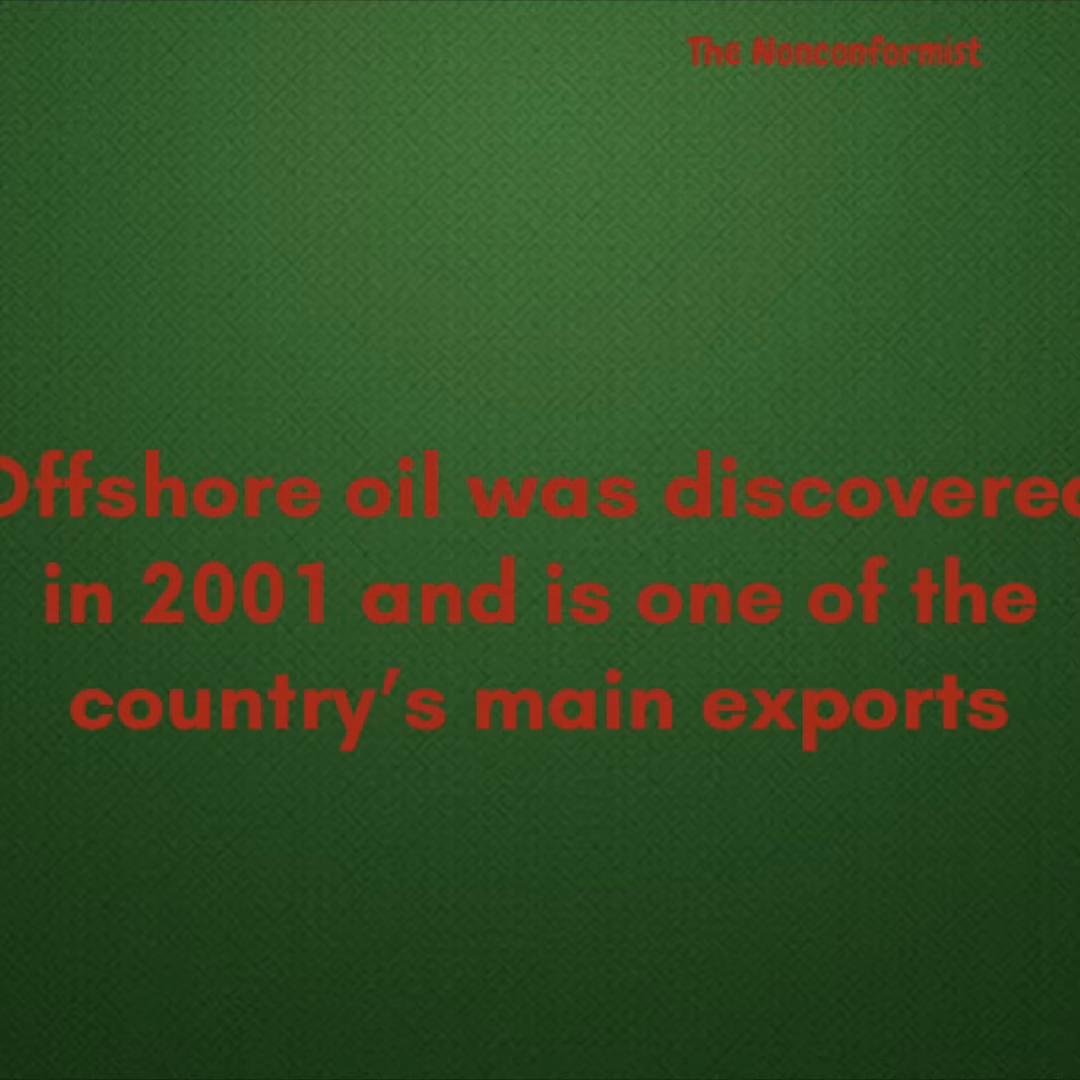 The Nonconformist
Offshore oil was discovered
in 2001 and is one of the
country’s main exports